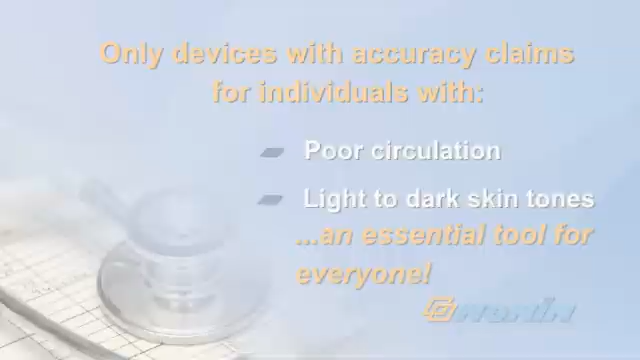 Only devices with accuracy claims
for individuals with:
Poor circulation
Light to dark skin tones
...an essential tool for
everyone!
NONIN